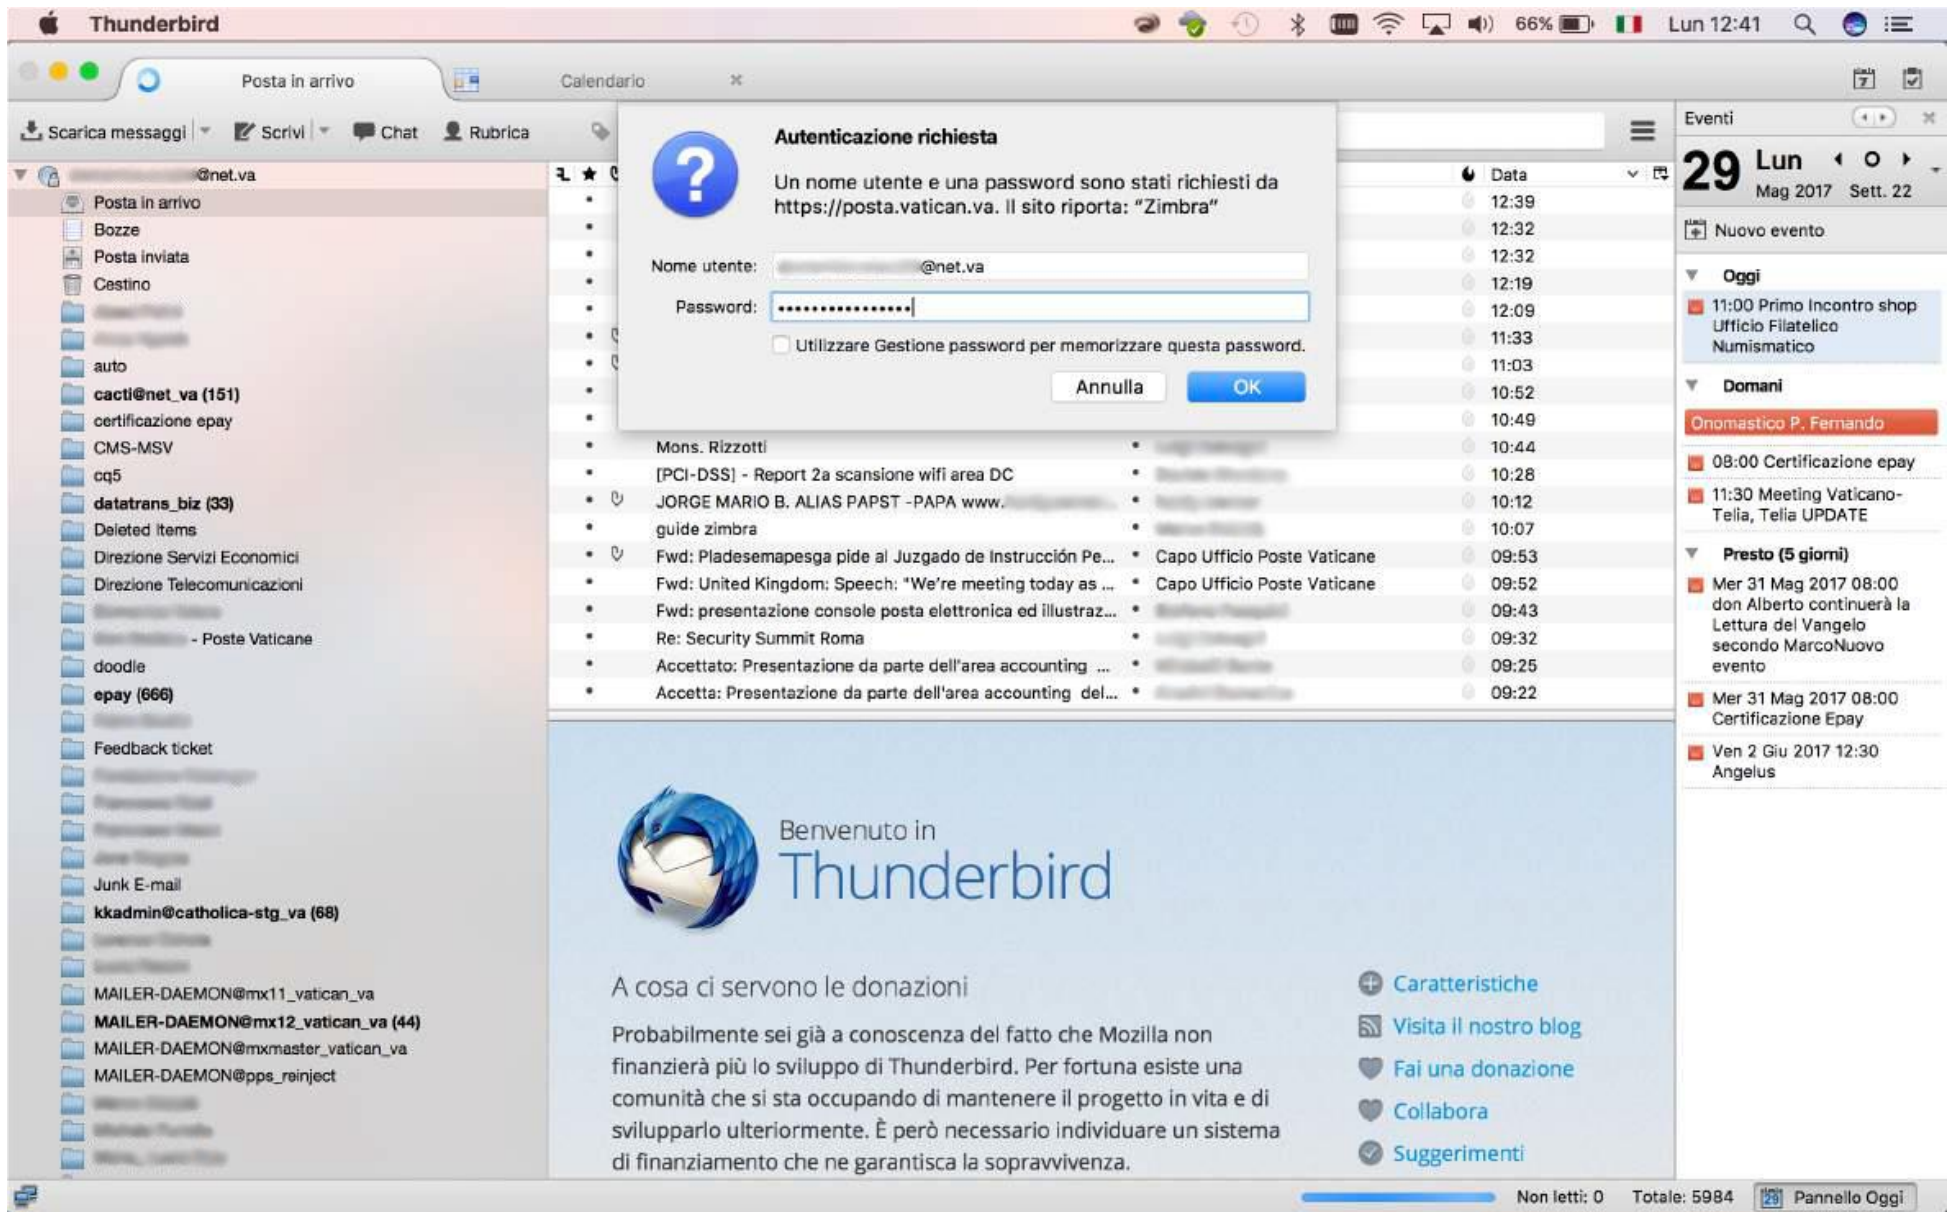 Thunderbird
66%
Lun 12:41
Posta in arrivo
Calendario
Scarica messaggi
Scrivi
Chat
Rubrica
@net.va
Posta in arrivo
Bozze
Posta inviata
Cestino
auto
cacti@net_va (151)
certificazione epay
CMS-MSV
cq5
datatrans_biz (33)
Deleted Items
Direzione Servizi Economici
Direzione Telecomunicazioni
- Poste Vaticane
doodle
epay (666)
Feedback ticket
Junk E-mail
kkadmin@catholica-stg_va (68)
MAILER-DAEMON@mx11_vatican_va
MAILER-DAEMON@mx12_vatican_va (44)
MAILER-DAEMON@mxmaster_vatican_va
MAILER-DAEMON@pps_reinject
Autenticazione richiesta
Un nome utente e una password sono stati richiesti da
https://posta.vatican.va. Il sito riporta: “Zimbra”
Nome utente: @net.va
Password: ••••••••••••••••
Utilizzare Gestione password per memorizzare questa password.
Annulla
OK
Data
12:39
12:32
12:32
12:19
12:09
11:33
11:03
10:52
10:49
Mons. Rizzotti 10:44
[PCI-DSS] - Report 2a scansione wifi area DC 10:28
JORGE MARIO B. ALIAS PAPST -PAPA www. 10:12
guide zimbra 10:07
Fwd: Pladesemapesga pide al Juzgado de Instrucción Pe... Capo Ufficio Poste Vaticane 09:53
Fwd: United Kingdom: Speech: "We're meeting today as ... Capo Ufficio Poste Vaticane 09:52
Fwd: presentazione console posta elettronica ed illustraz... 09:43
Re: Security Summit Roma 09:32
Accettato: Presentazione da parte dell'area accounting ... 09:25
Accetta: Presentazione da parte dell'area accounting del... 09:22
Benvenuto in
Thunderbird
A cosa ci servono le donazioni
Probabilmente sei già a conoscenza del fatto che Mozilla non
finanzierà più lo sviluppo di Thunderbird. Per fortuna esiste una
comunità che si sta occupando di mantenere il progetto in vita e di
svilupparlo ulteriormente. È però necessario individuare un sistema
di finanziamento che ne garantisca la sopravvivenza.
Caratteristiche
Visita il nostro blog
Fai una donazione
Collabora
Suggerimenti
Eventi
29
Lun
Mag 2017 Sett. 22
Nuovo evento
Oggi
11:00 Primo Incontro shop
Ufficio Filatelico
Numismatico
Domani
Onomastico P. Fernando
08:00 Certificazione epay
11:30 Meeting Vaticano-
Telia, Telia UPDATE
Presto (5 giorni)
Mer 31 Mag 2017 08:00
don Alberto continuerà la
Lettura del Vangelo
secondo MarcoNuovo
evento
Mer 31 Mag 2017 08:00
Certificazione Epay
Ven 2 Giu 2017 12:30
Angelus
Non letti: 0
Totale: 5984
29 Pannello Oggi